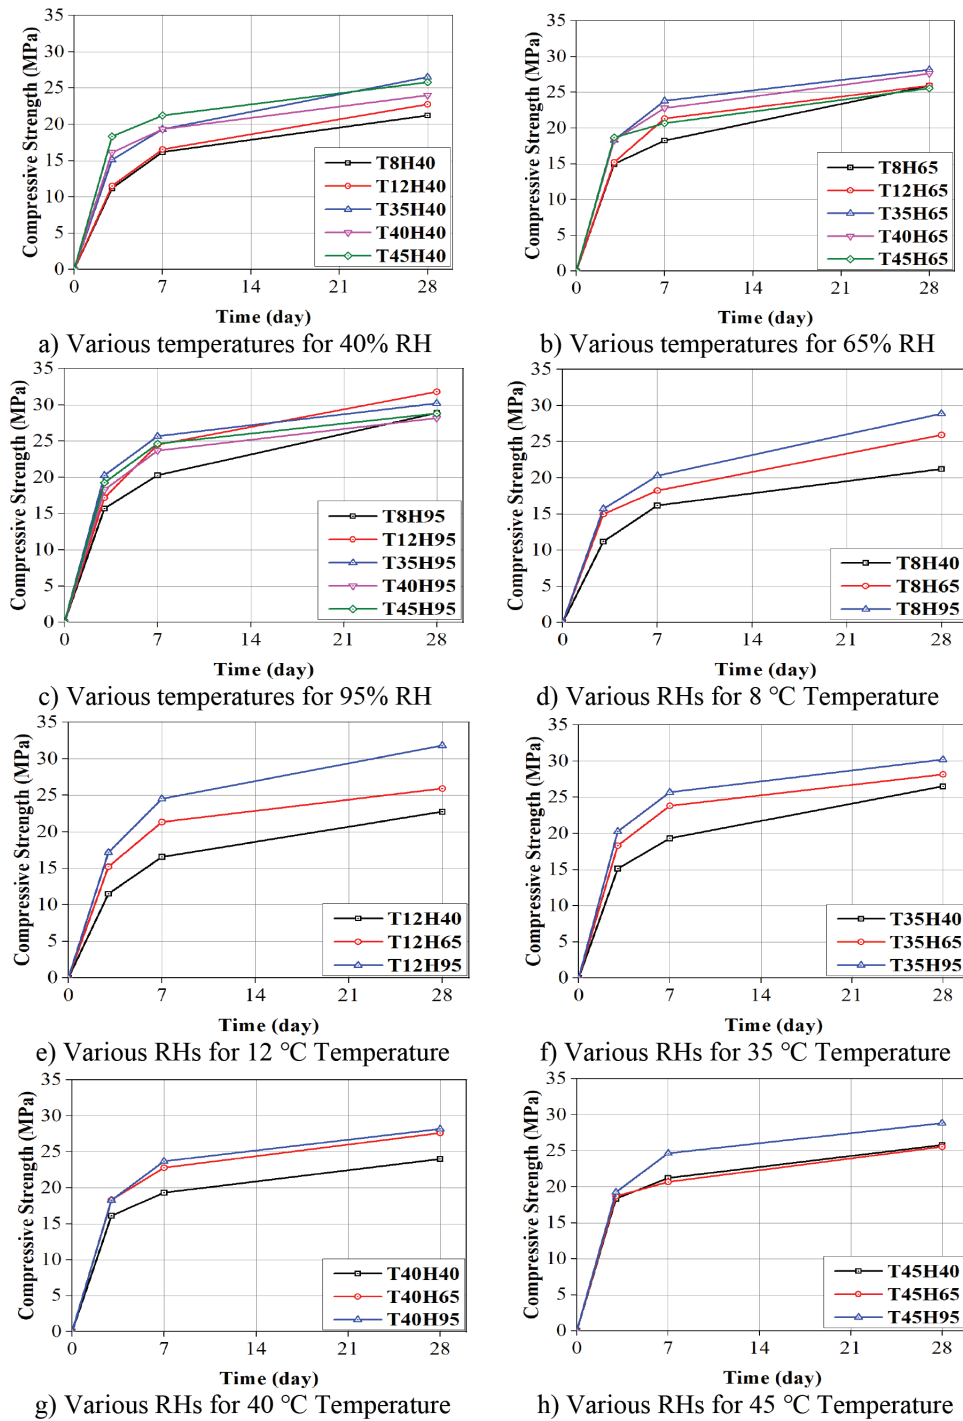 Compressive Strength (MPa)
35
30
25
20
15
10
5
0
T8H40
T12H40
T35H40
T40H40
T45H40
0 7 14 21 28
Time (day)
a) Various temperatures for 40% RH
Compressive Strength (MPa)
35
30
25
20
15
10
5
0
T8H65
T12H65
T35H65
T40H65
T45H65
0 7 14 21 28
Time (day)
b) Various temperatures for 65% RH
Compressive Strength (MPa)
35
30
25
20
15
10
5
0
T8H95
T12H95
T35H95
T40H95
T45H95
0 7 14 21 28
Time (day)
c) Various temperatures for 95% RH
Compressive Strength (MPa)
35
30
25
20
15
10
5
0
T8H40
T8H65
T8H95
0 7 14 21 28
Time (day)
d) Various RHs for 8 °C Temperature
Compressive Strength (MPa)
35
30
25
20
15
10
5
0
T12H40
T12H65
T12H95
0 7 14 21 28
Time (day)
e) Various RHs for 12 °C Temperature
Compressive Strength (MPa)
35
30
25
20
15
10
5
0
T35H40
T35H65
T35H95
0 7 14 21 28
Time (day)
f) Various RHs for 35 °C Temperature
Compressive Strength (MPa)
35
30
25
20
15
10
5
0
T40H40
T40H65
T40H95
0 7 14 21 28
Time (day)
g) Various RHs for 40 °C Temperature
Compressive Strength (MPa)
35
30
25
20
15
10
5
0
T45H40
T45H65
T45H95
0 7 14 21 28
Time (day)
h) Various RHs for 45 °C Temperature